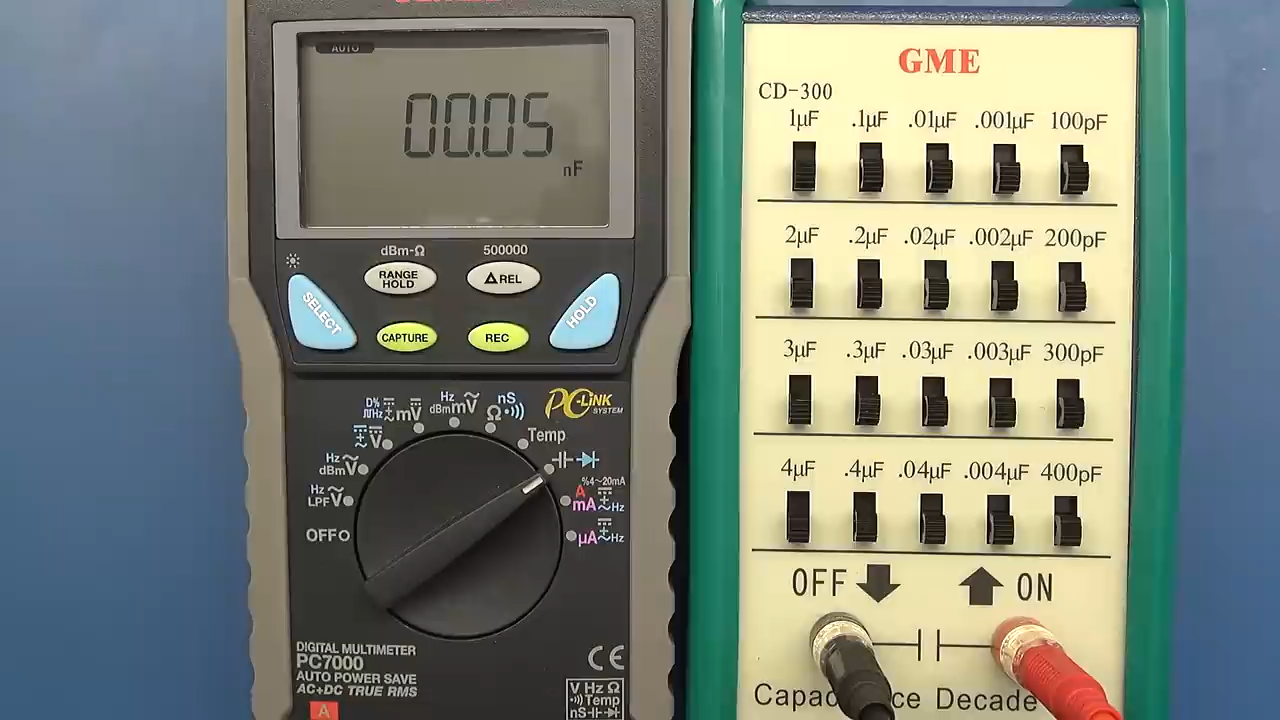 AUTO
00.05
nF
dBm-Ω
500000
RANGE
HOLD
△REL
SELECT
HOLD
CAPTURE
REC
PC-LiNK
SYSTEM
D%
Hz
mV
Hz
dBm mV
nS
Ω
V
Temp
Hz
dBm V
Hz
LPF V
%4~20mA
A
mA
Hz
OFF
µA
Hz
DIGITAL MULTIMETER
PC7000
AUTO POWER SAVE
AC+DC TRUE RMS
CE
A
V Hz Ω
Temp
nS
GME
CD-300
1µF .1µF .01µF .001µF 100pF
2µF .2µF .02µF .002µF 200pF
3µF .3µF .03µF .003µF 300pF
4µF .4µF .04µF .004µF 400pF
OFF ON
Decade